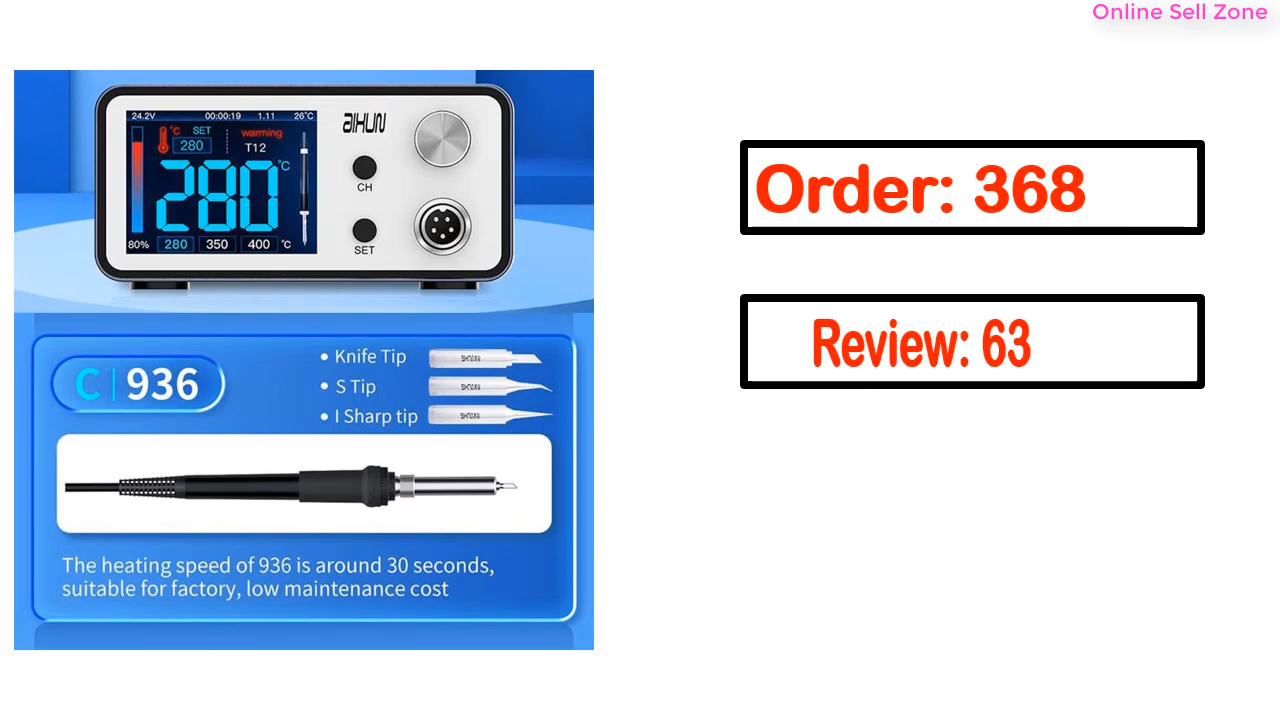 Online Sell Zone
24.2V 00:00:19 1.11 26°C
°C SET warming
280 T12
280 °C
80% 280 350 400 °C
AIXUN
CH
SET
Order: 368
Review: 63
C | 936
• Knife Tip
• S Tip
• I Sharp tip
The heating speed of 936 is around 30 seconds,
suitable for factory, low maintenance cost